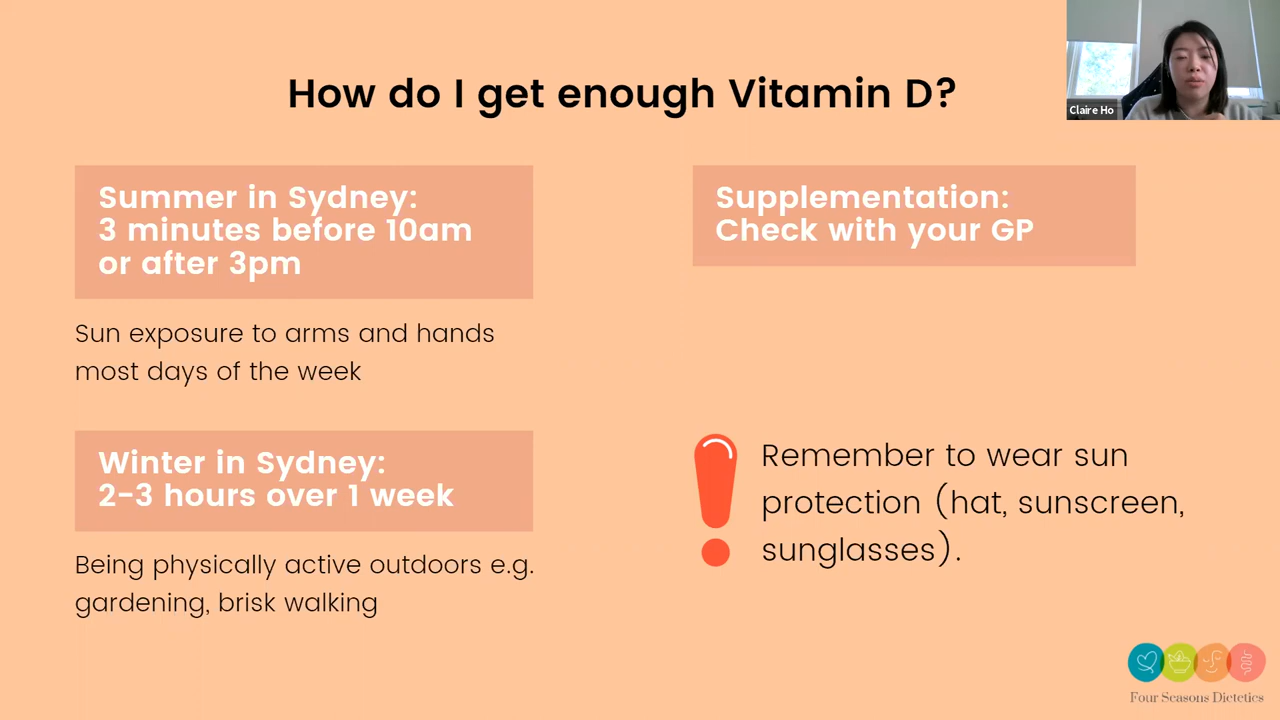 How do I get enough Vitamin D?
Claire Ho
Summer in Sydney:
3 minutes before 10am
or after 3pm
Sun exposure to arms and hands
most days of the week
Winter in Sydney:
2-3 hours over 1 week
Being physically active outdoors e.g.
gardening, brisk walking
Supplementation:
Check with your GP
Remember to wear sun
protection (hat, sunscreen,
sunglasses).
Four Seasons Dietetics